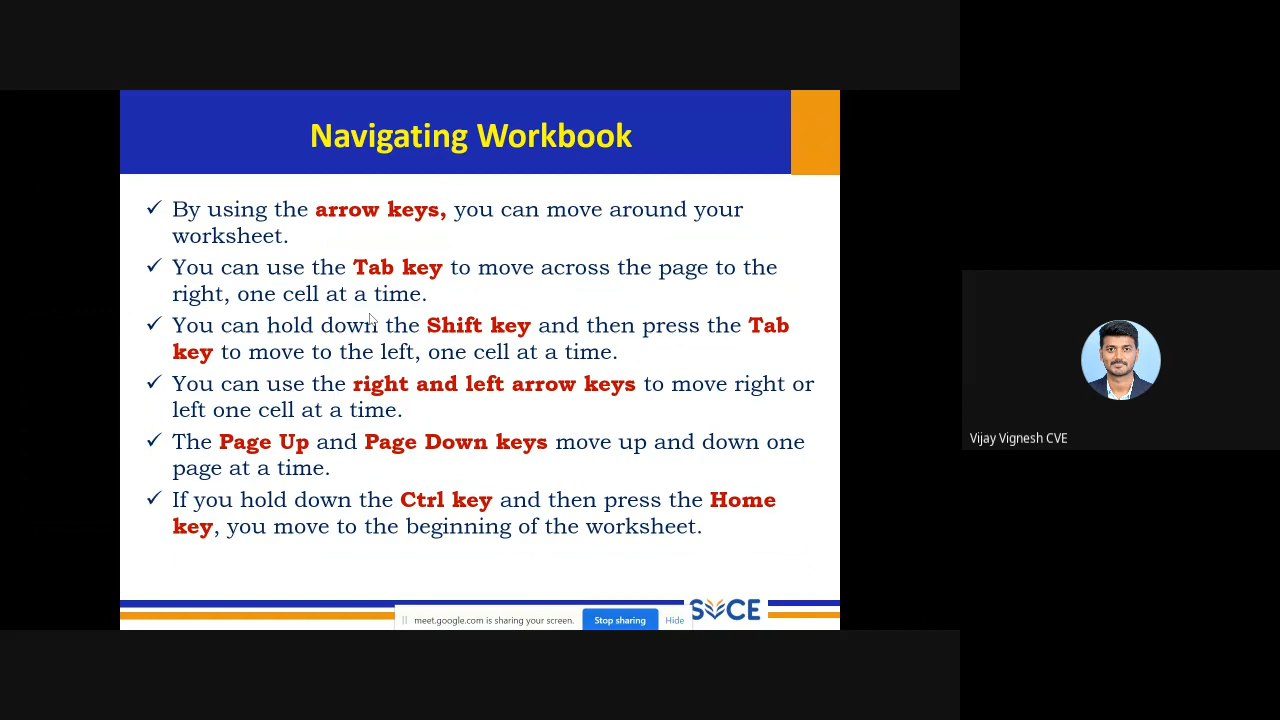 Navigating Workbook
✓ By using the arrow keys, you can move around your
worksheet.
✓ You can use the Tab key to move across the page to the
right, one cell at a time.
✓ You can hold down the Shift key and then press the Tab
key to move to the left, one cell at a time.
✓ You can use the right and left arrow keys to move right or
left one cell at a time.
✓ The Page Up and Page Down keys move up and down one
page at a time.
✓ If you hold down the Ctrl key and then press the Home
key, you move to the beginning of the worksheet.
meet.google.com is sharing your screen. Stop sharing Hide
SVCE
Vijay Vignesh CVE